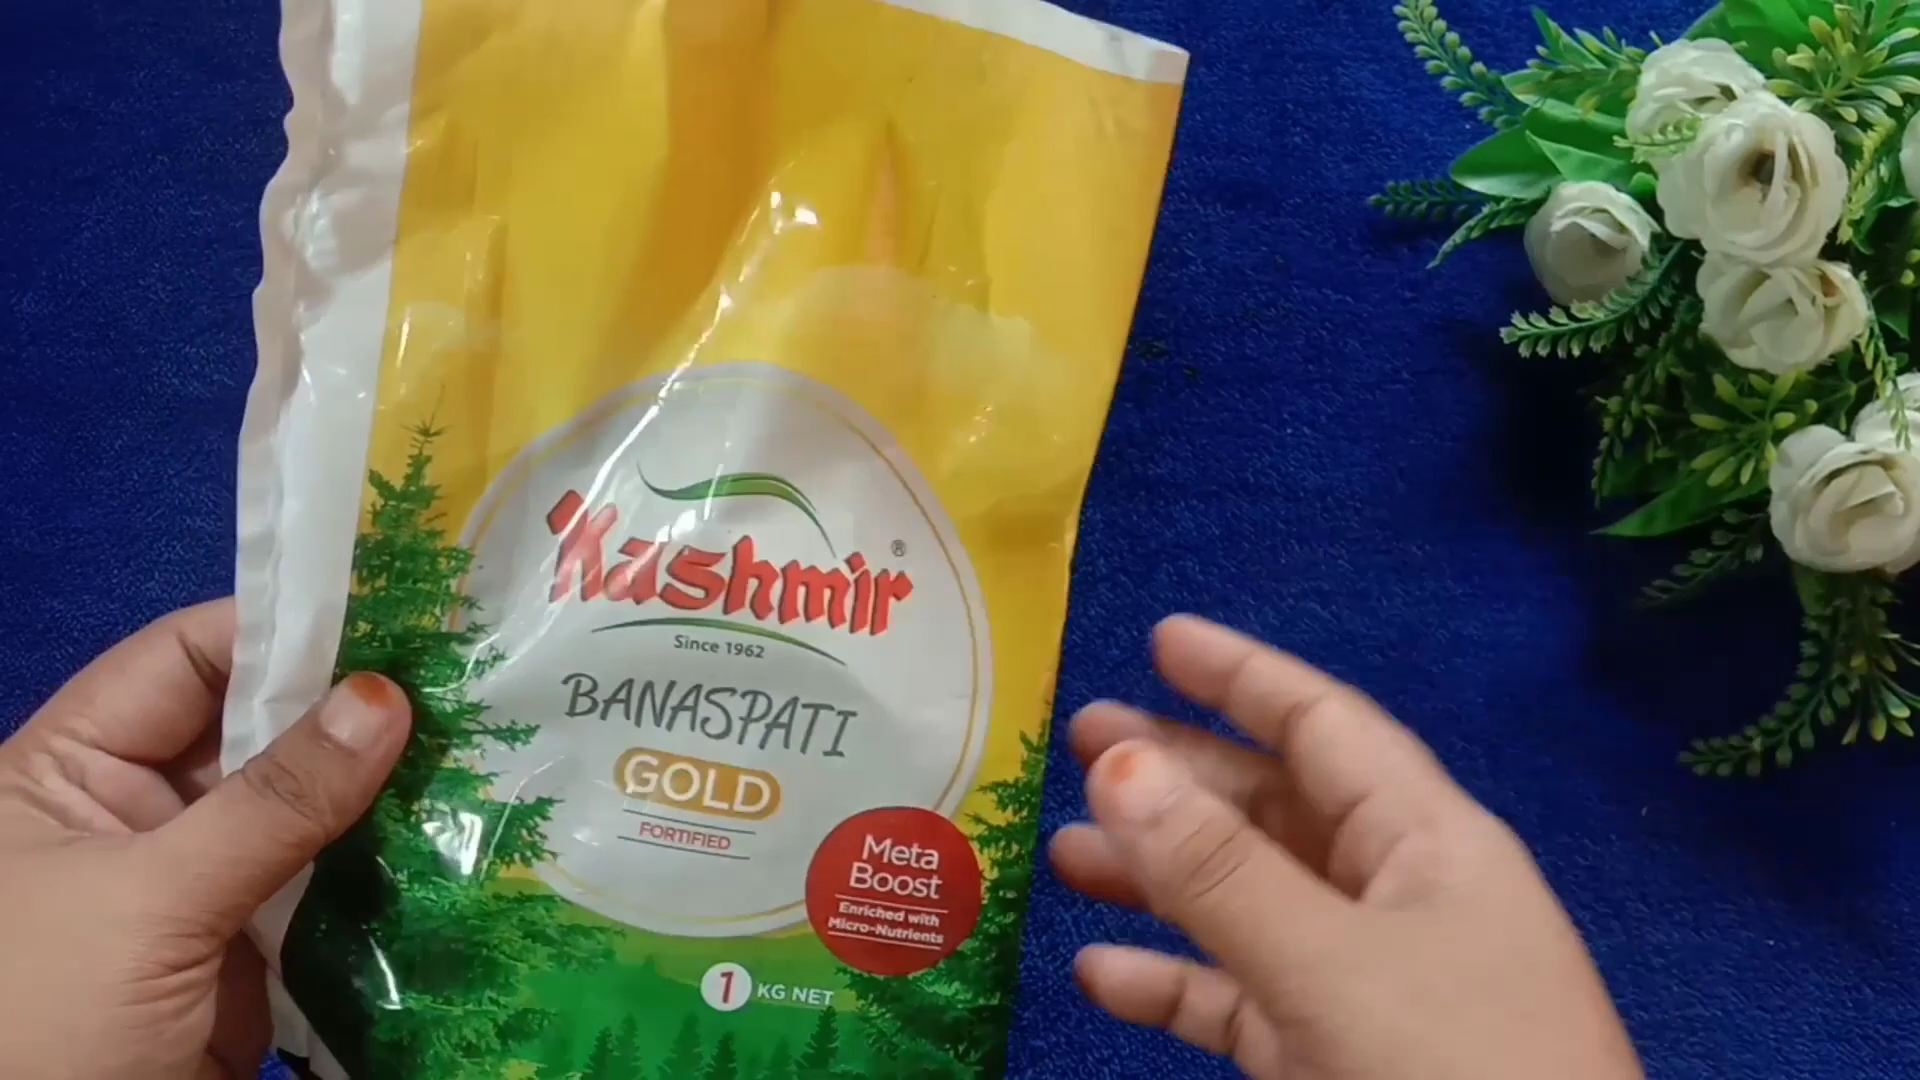 Kashmir®
Since 1962
BANASPATI
GOLD
FORTIFIED
Meta
Boost
Enriched with
Micro-Nutrients
1 KG NET